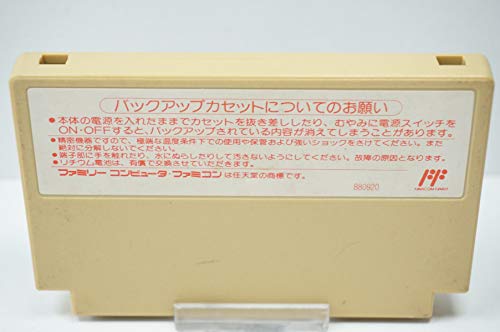 バックアップカセットについてのお願い
●本体の電源を入れたままでカセットを抜き差ししたり、むやみに電源スイッチを
ON・OFFすると、バックアップされている内容が消えてしまうことがあります。
●精密機器ですので、極端な温度条件下での使用や保管および強いショックをさけてください。また
絶対に分解しないでください。
●端子部に手を触れたり、水にぬらしたりして汚さないようにしてください。故障の原因となります。
●リチウム電池は、有償で交換させていただきます。
ファミリー コンピュータ・ファミコンは任天堂の商標です。
880920